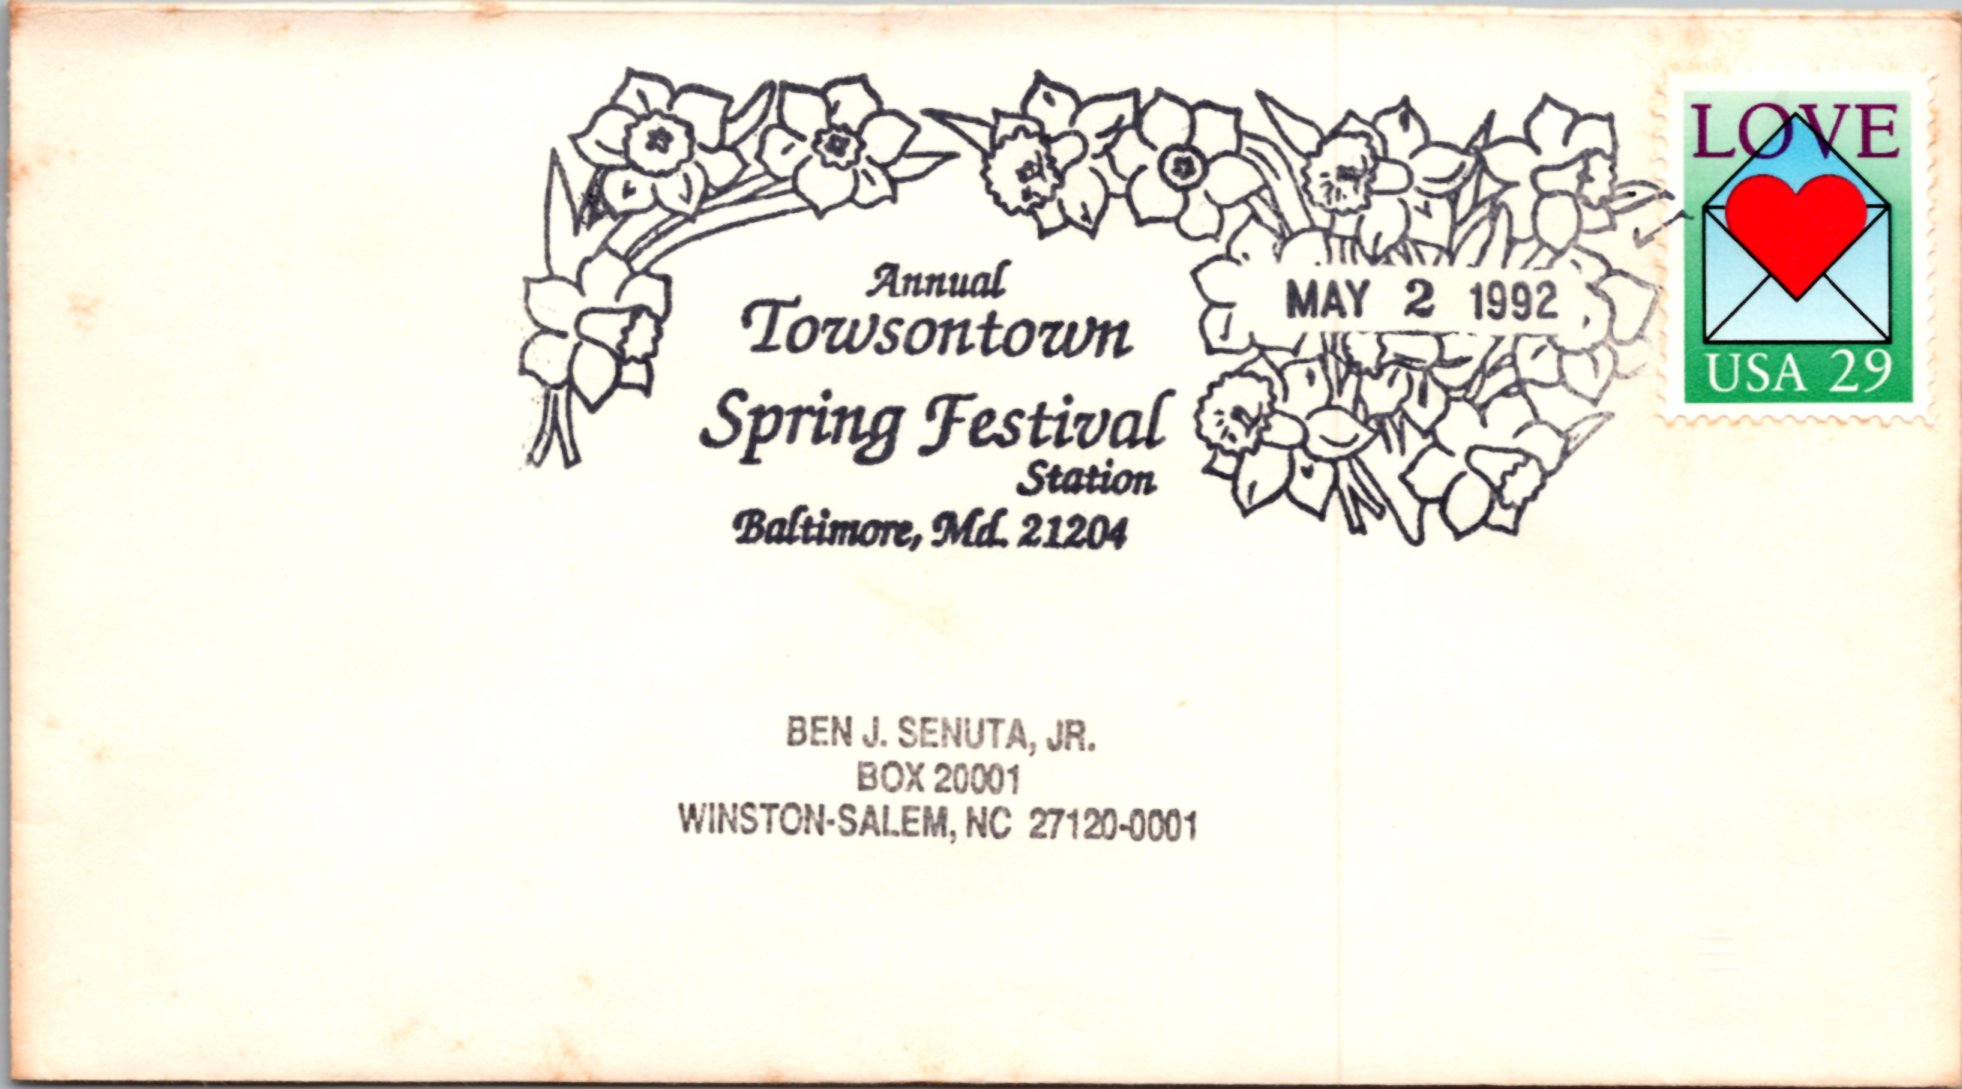 LOVE
USA 29
Annual
Towsontown
Spring Festival
Station
Baltimore, Md. 21204
MAY 2 1992
BEN J. SENUTA, JR.
BOX 20001
WINSTON-SALEM, NC 27120-0001